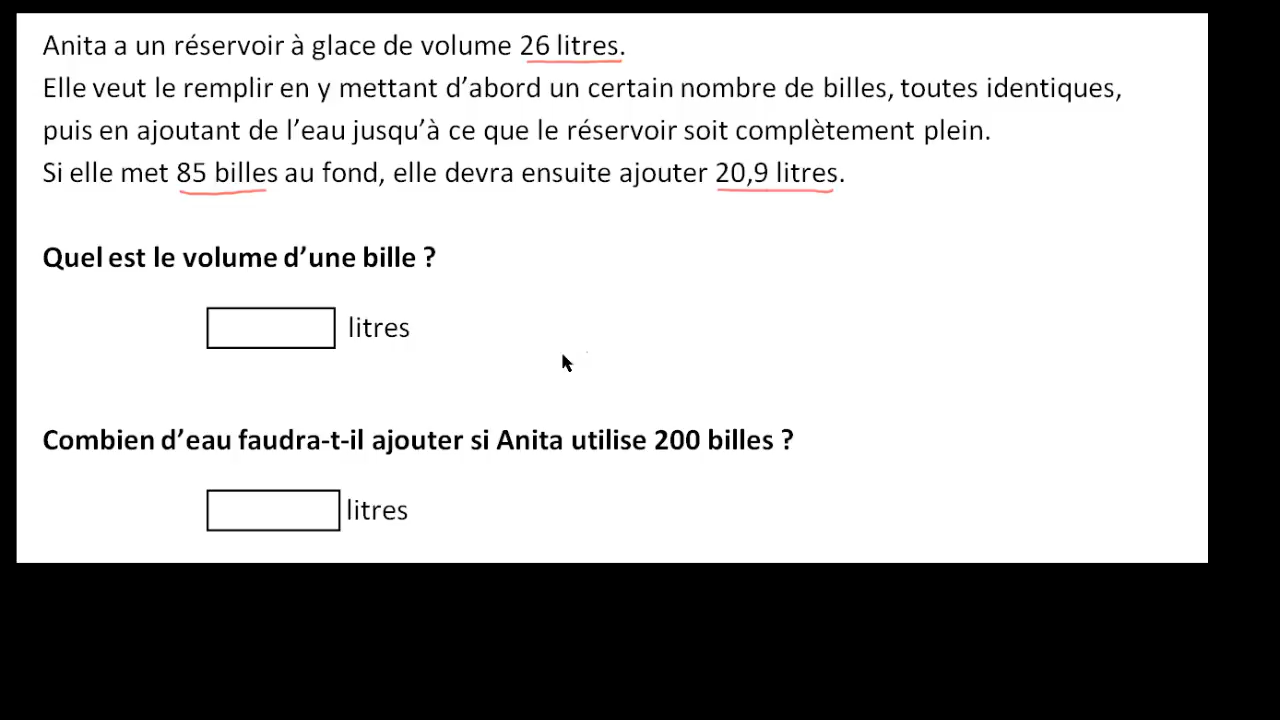 Anita a un réservoir à glace de volume 26 litres.
Elle veut le remplir en y mettant d’abord un certain nombre de billes, toutes identiques,
puis en ajoutant de l’eau jusqu’à ce que le réservoir soit complètement plein.
Si elle met 85 billes au fond, elle devra ensuite ajouter 20,9 litres.
Quel est le volume d’une bille ?
litres
Combien d’eau faudra-t-il ajouter si Anita utilise 200 billes ?
litres